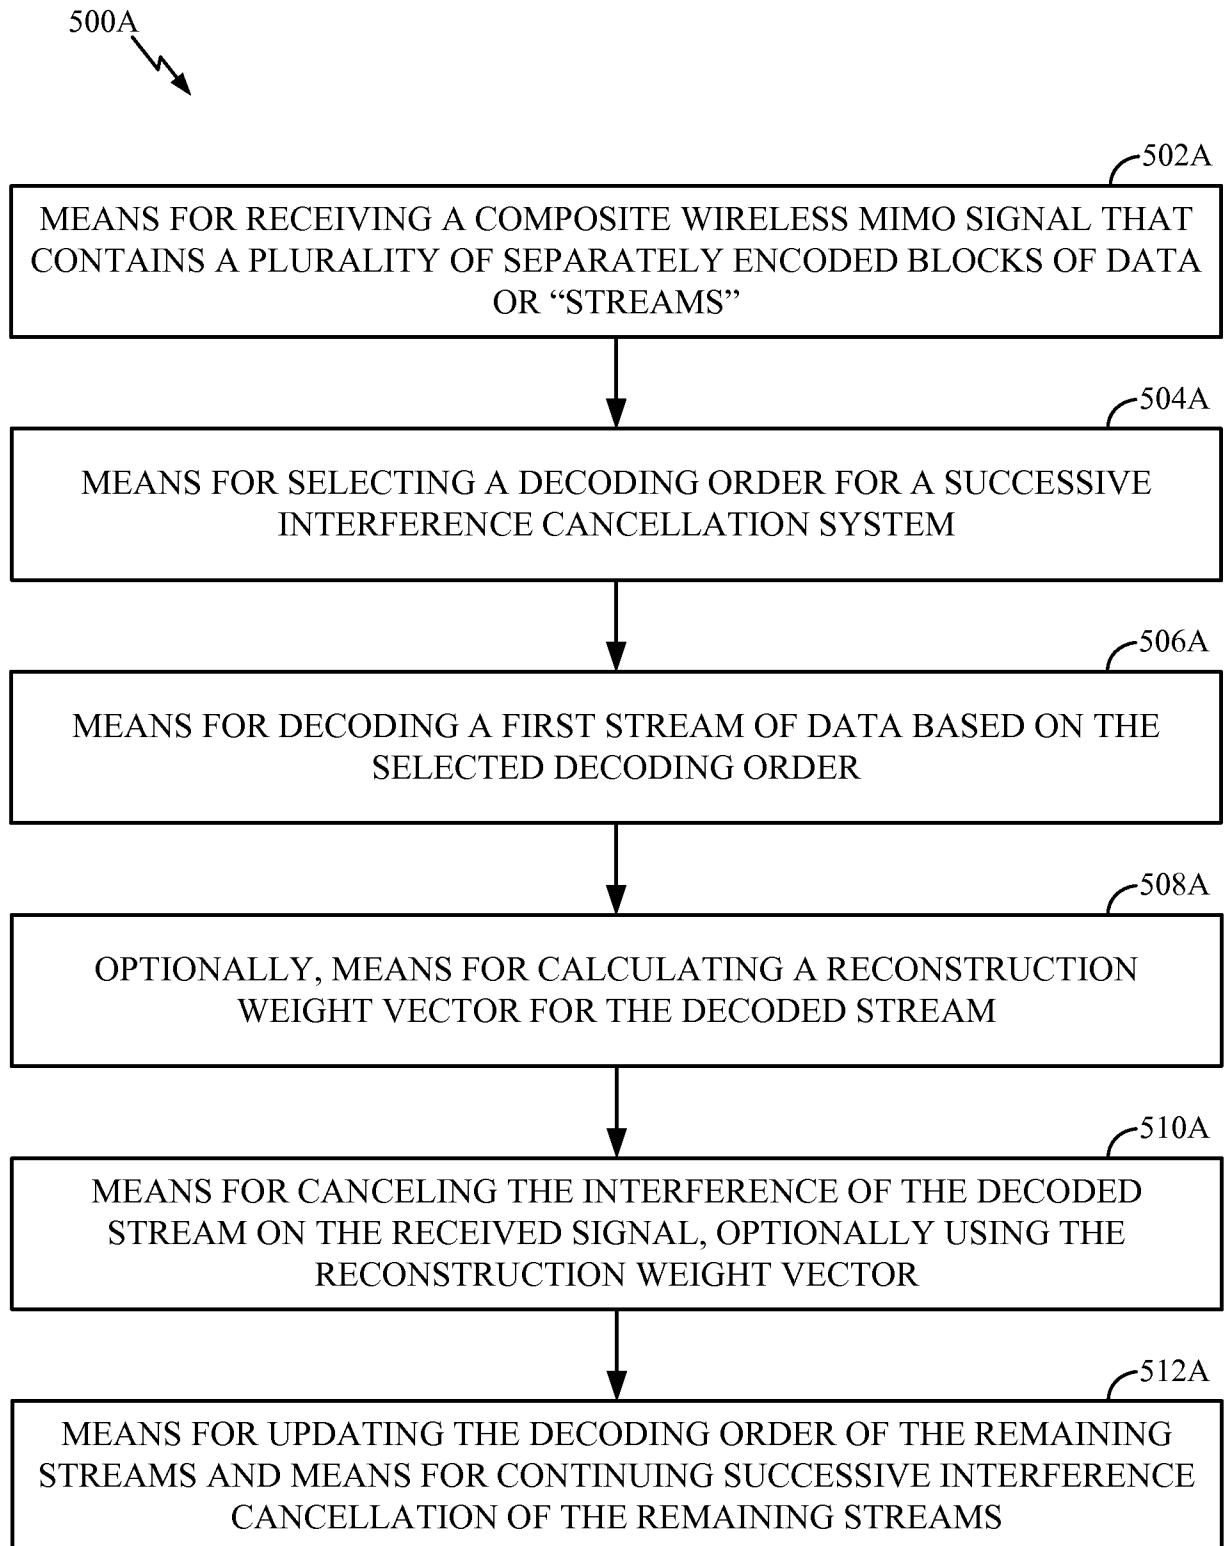 500A
502A
MEANS FOR RECEIVING A COMPOSITE WIRELESS MIMO SIGNAL THAT
CONTAINS A PLURALITY OF SEPARATELY ENCODED BLOCKS OF DATA
OR “STREAMS”
504A
MEANS FOR SELECTING A DECODING ORDER FOR A SUCCESSIVE
INTERFERENCE CANCELLATION SYSTEM
506A
MEANS FOR DECODING A FIRST STREAM OF DATA BASED ON THE
SELECTED DECODING ORDER
508A
OPTIONALLY, MEANS FOR CALCULATING A RECONSTRUCTION
WEIGHT VECTOR FOR THE DECODED STREAM
510A
MEANS FOR CANCELING THE INTERFERENCE OF THE DECODED
STREAM ON THE RECEIVED SIGNAL, OPTIONALLY USING THE
RECONSTRUCTION WEIGHT VECTOR
512A
MEANS FOR UPDATING THE DECODING ORDER OF THE REMAINING
STREAMS AND MEANS FOR CONTINUING SUCCESSIVE INTERFERENCE
CANCELLATION OF THE REMAINING STREAMS